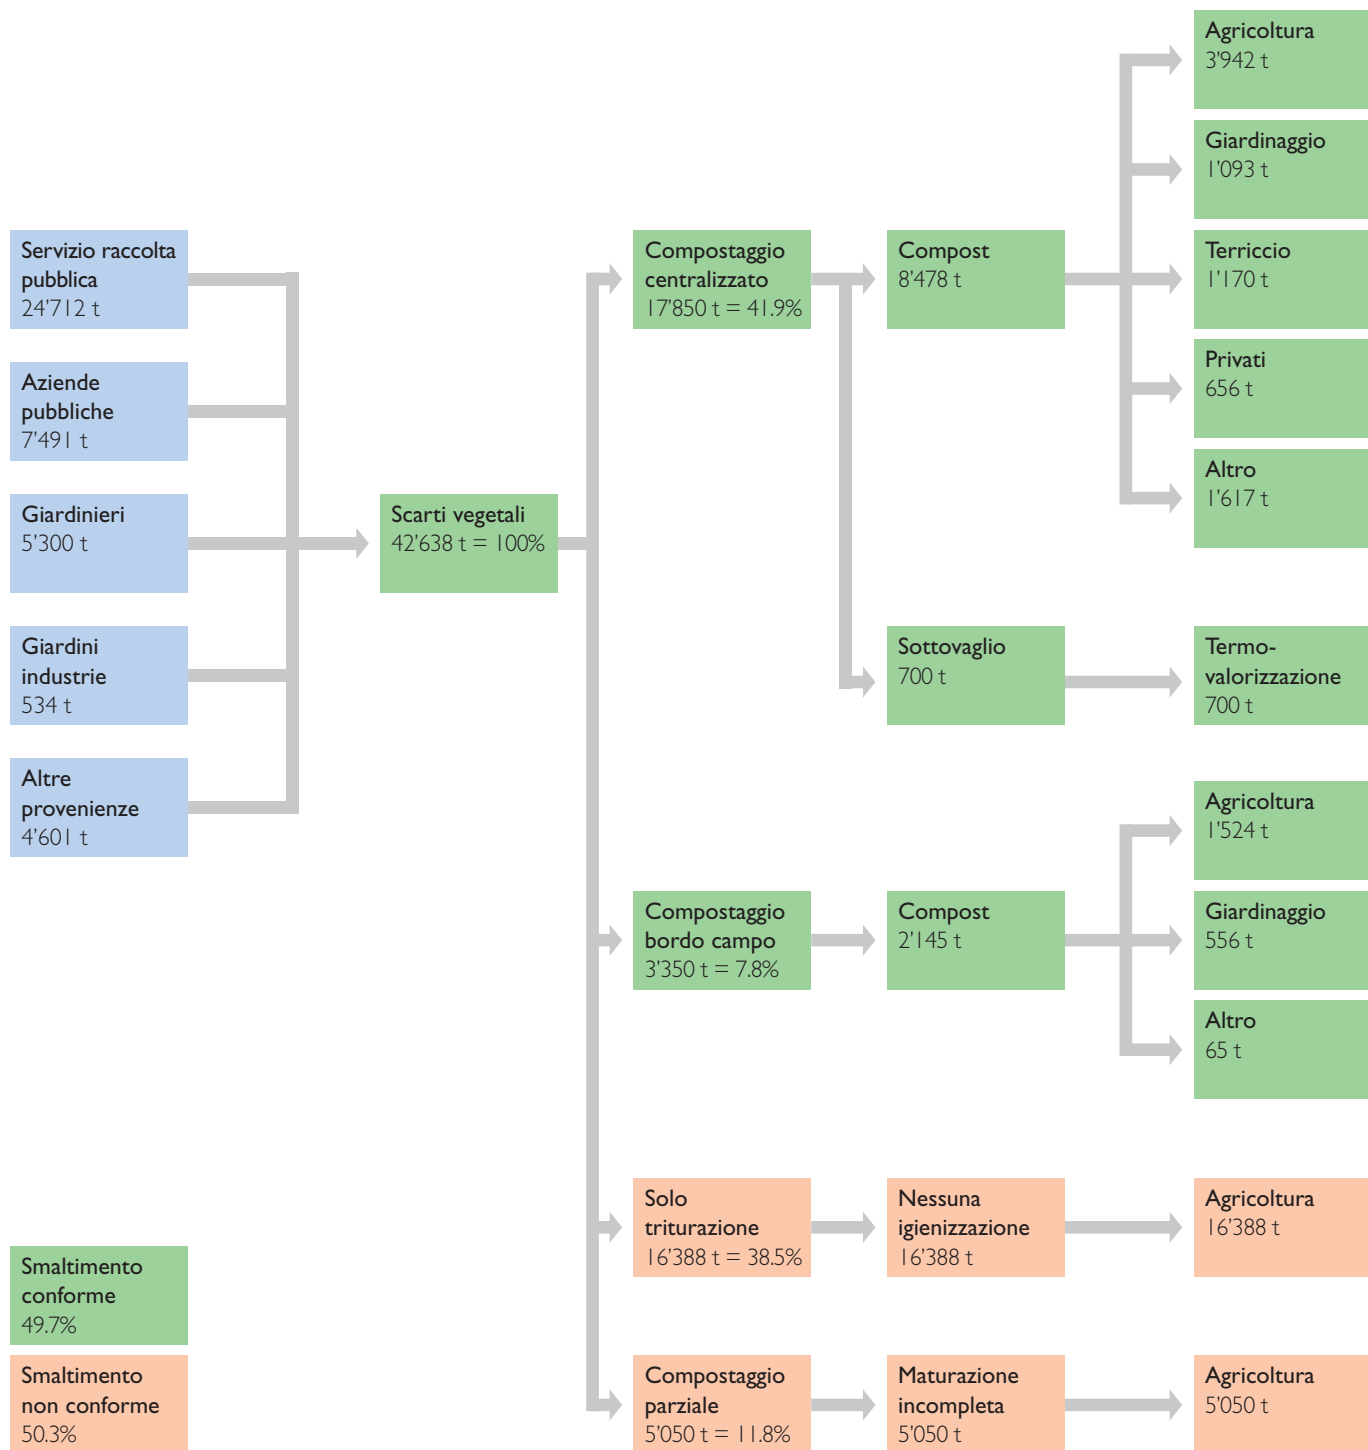 Servizio raccolta
pubblica
24’712 t
Aziende
pubbliche
7’491 t
Giardinieri
5’300 t
Giardini
industrie
534 t
Altre
provenienze
4’601 t
Scarti vegetali
42’638 t = 100%
Compostaggio
centralizzato
17’850 t = 41.9%
Compost
8’478 t
Agricoltura
3’942 t
Giardinaggio
1’093 t
Terriccio
1’170 t
Privati
656 t
Altro
1’617 t
Sottovaglio
700 t
Termo-
valorizzazione
700 t
Compostaggio
bordo campo
3’350 t = 7.8%
Compost
2’145 t
Agricoltura
1’524 t
Giardinaggio
556 t
Altro
65 t
Solo
triturazione
16’388 t = 38.5%
Nessuna
igienizzazione
16’388 t
Agricoltura
16’388 t
Compostaggio
parziale
5’050 t = 11.8%
Maturazione
incompleta
5’050 t
Agricoltura
5’050 t
Smaltimento
conforme
49.7%
Smaltimento
non conforme
50.3%